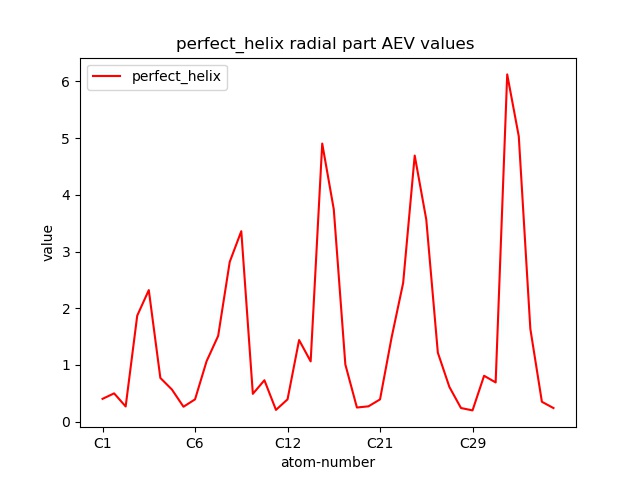 perfect_helix radial part AEV values
perfect_helix
6
5
4
3
2
1
0
value
C1 C6 C12 C21 C29
atom-number